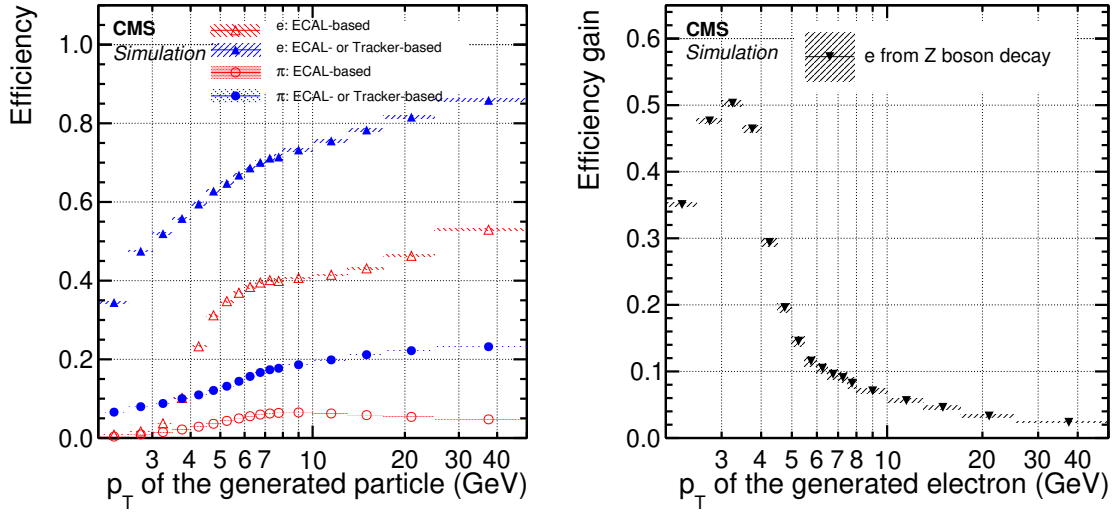 CMS
Simulation
e: ECAL-based
e: ECAL- or Tracker-based
π: ECAL-based
π: ECAL- or Tracker-based
Efficiency
1.0
0.8
0.6
0.4
0.2
0.0
3 4 5 6 7 10 20 30 40
p_T of the generated particle (GeV)
CMS
Simulation
e from Z boson decay
Efficiency gain
0.6
0.5
0.4
0.3
0.2
0.1
0.0
3 4 5 6 7 8 10 20 30 40
p_T of the generated electron (GeV)